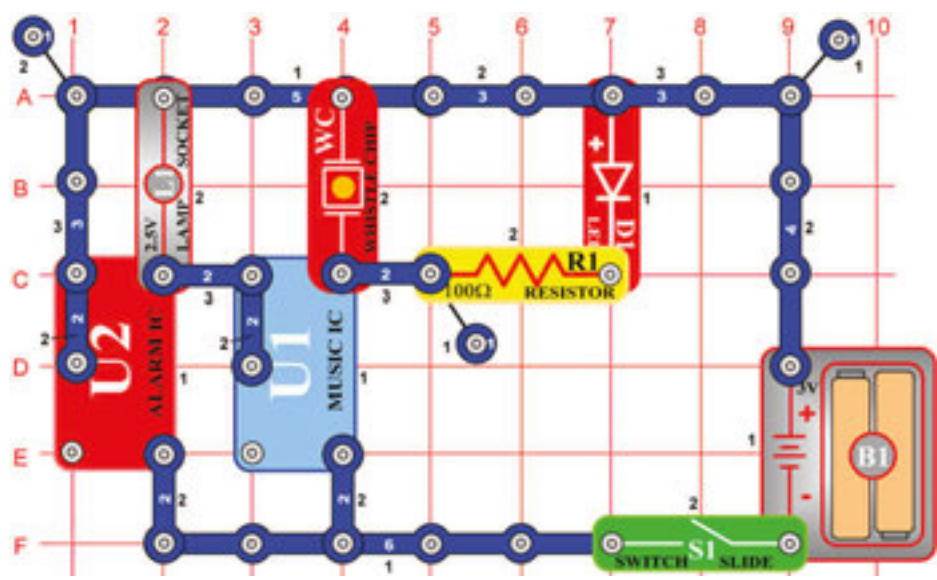 1 2 3 4 5 6 7 8 9 10
1 1
2 1 2 3 1
A 5 3 3
WC
SOCKET
WHISTLE CHIP
+
B L1 2 2 1
LAMP
2.5V
3 3 D1 LED 4 2
2
C 2 2 R1
3 3 100Ω RESISTOR
2 2 1 1
2 2
D 3V
U2 ALARM IC 1
U1 MUSIC IC 1
+
1 B1
E -
2 2 2 2
2
F 6 S1
1 SWITCH SLIDE